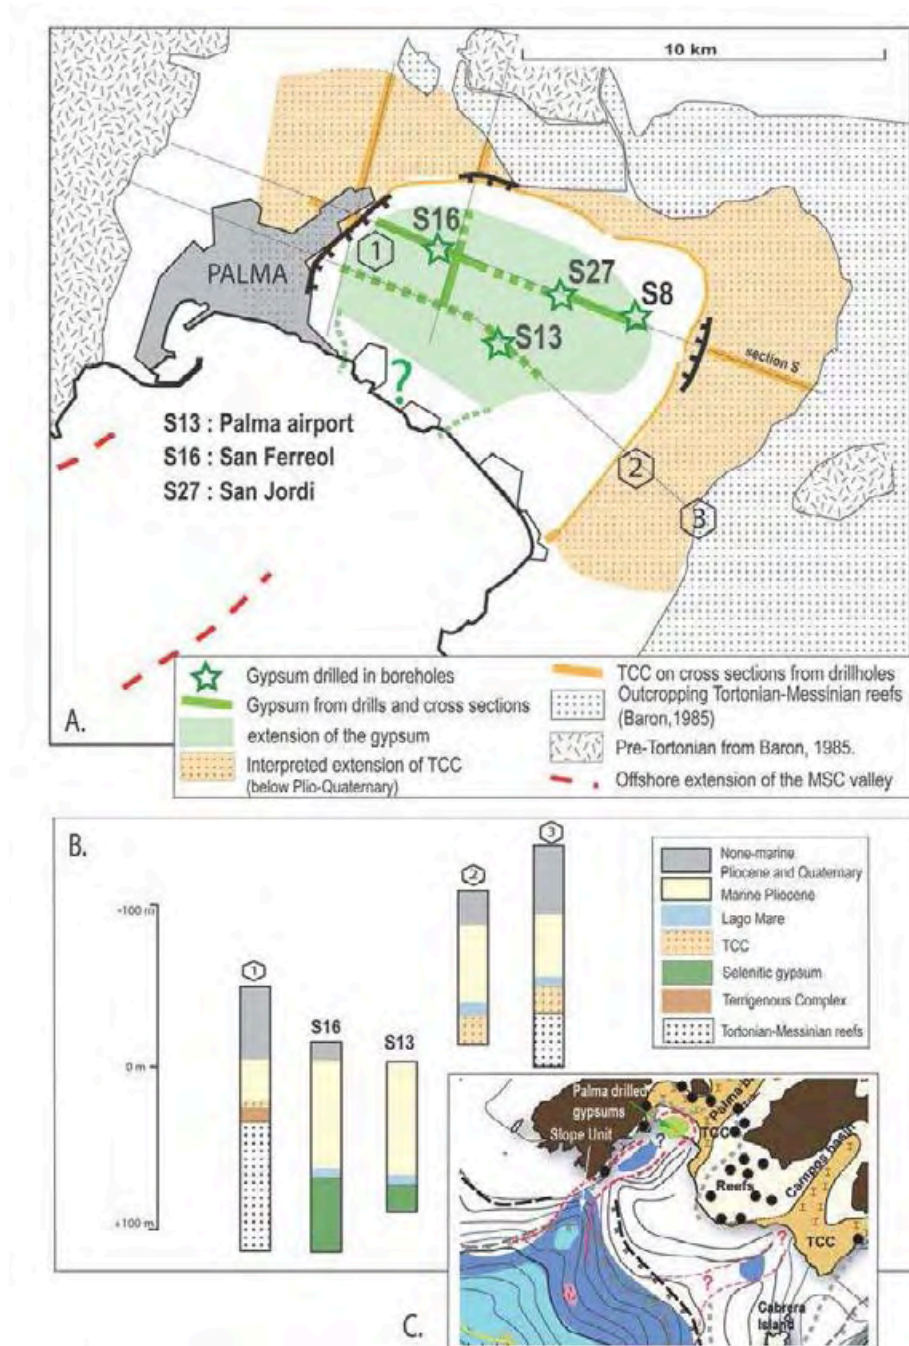 10 km
S16
1
PALMA
S27
S8
S13
section S
?
S13 : Palma airport
S16 : San Ferreol
S27 : San Jordi
2
3
Gypsum drilled in boreholes
Gypsum from drills and cross sections
extension of the gypsum
Interpreted extension of TCC
(below Plio-Quaternary)
TCC on cross sections from drillholes
Outcropping Tortonian-Messinian reefs
(Baron,1985)
Pre-Tortonian from Baron, 1985.
Offshore extension of the MSC valley
A.
B.
-100 m
0 m
+100 m
1
S16
S13
2
3
None-marine
Pliocene and Quaternary
Marine Pliocene
Lago Mare
TCC
Selenitic gypsum
Terrigenous Complex
Tortonian-Messinian reefs
Palma drilled
gypsums
Slope Unit
?
Palma b
TCC
Campos basin
Reefs
?
TCC
?
Cabrera
Island
C.